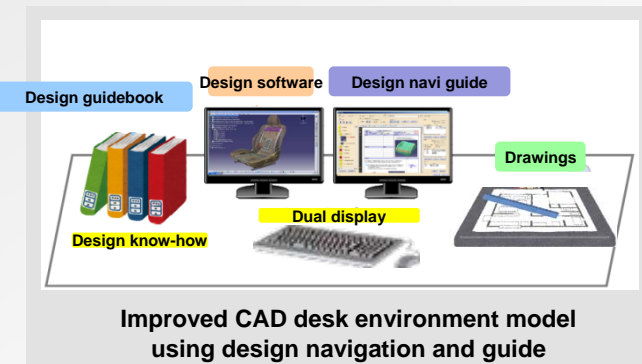 Design software
Design navi guide
Design guidebook
Drawings
Dual display
Design know-how
Improved CAD desk environment model
using design navigation and guide